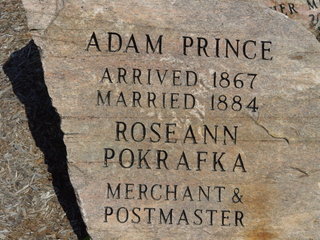 ADAM PRINCE
ARRIVED 1867
MARRIED 1884
ROSEANN
POKRAFKA
MERCHANT &
POSTMASTER